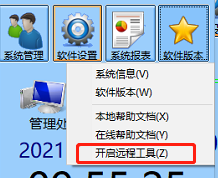 系统管理 软件设置 系统报表 软件版本
系统信息(V)
软件版本(W)
本地帮助文档(X)
在线帮助文档(Y)
开启远程工具(Z)
管理处
2021